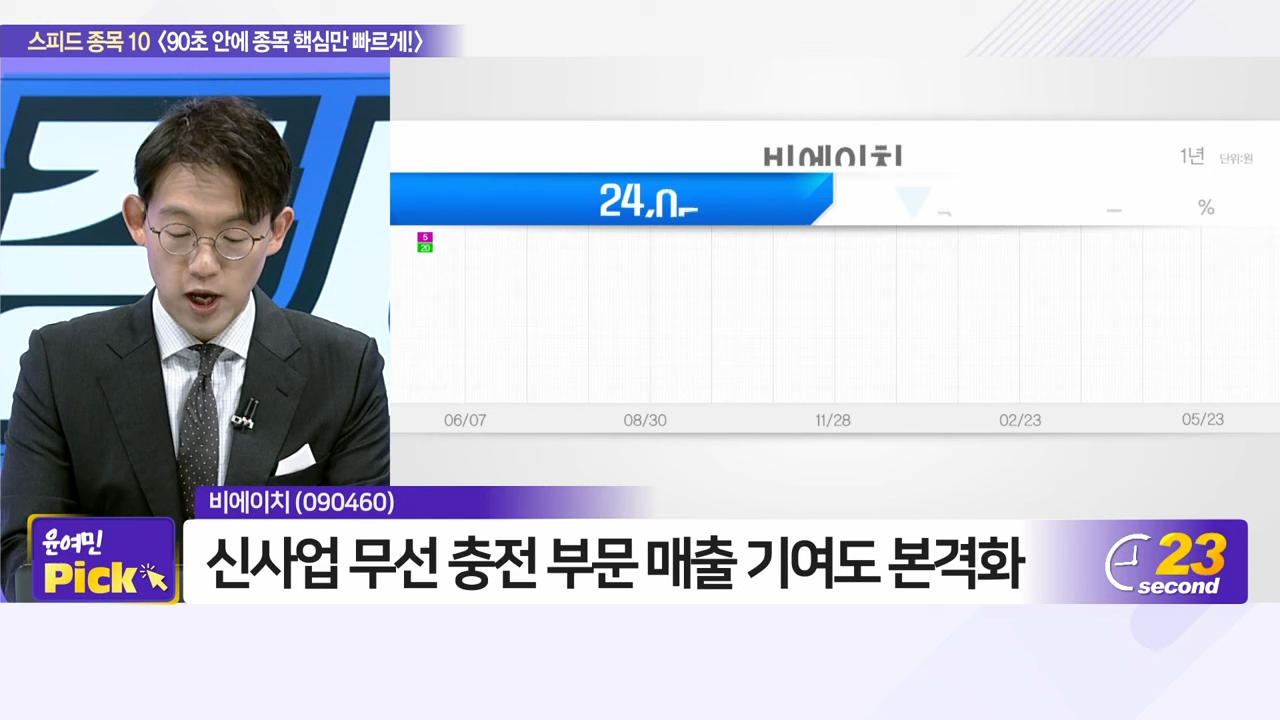 스피드 종목 10 〈90초 안에 종목 핵심만 빠르게!〉
비에이치
1년 단위:원
%
5
20
06/07 08/30 11/28 02/23 05/23
비에이치 (090460)
윤여민
Pick
신사업 무선 충전 부문 매출 기여도 본격화
23
second